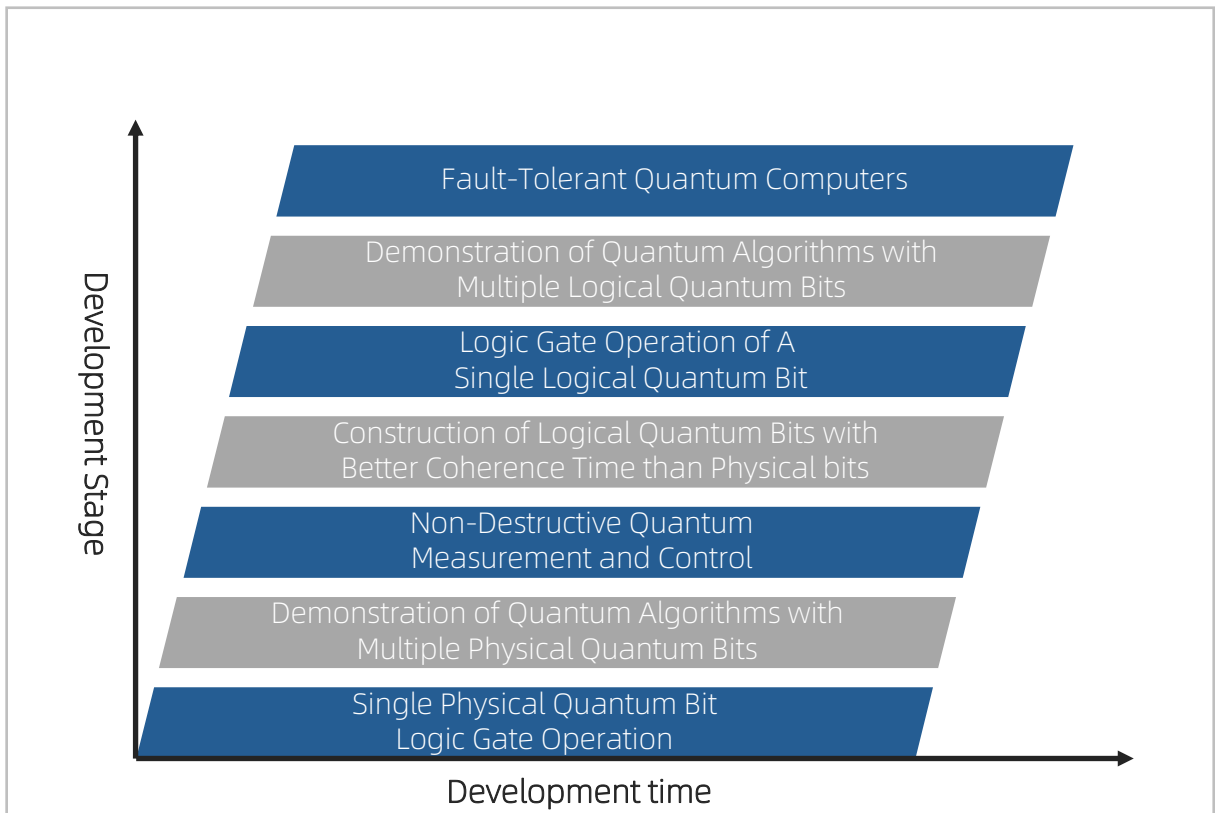 Fault-Tolerant Quantum Computers
Demonstration of Quantum Algorithms with
Multiple Logical Quantum Bits
Logic Gate Operation of A
Single Logical Quantum Bit
Construction of Logical Quantum Bits with
Better Coherence Time than Physical bits
Non-Destructive Quantum
Measurement and Control
Demonstration of Quantum Algorithms with
Multiple Physical Quantum Bits
Single Physical Quantum Bit
Logic Gate Operation
Development Stage
Development time